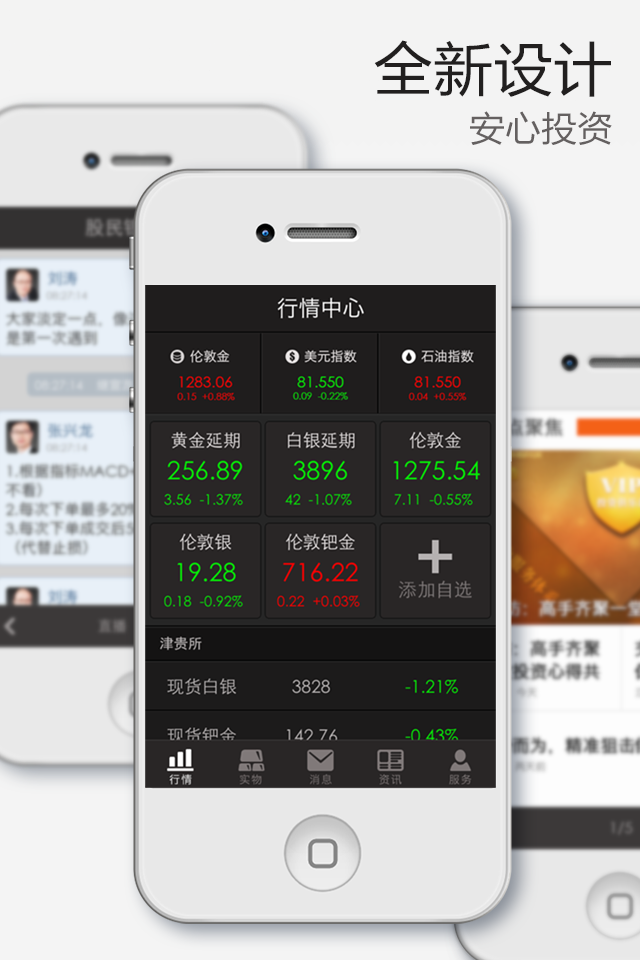 全新设计
安心投资
行情中心
伦敦金 美元指数 石油指数
1283.06 81.550 81.550
0.15 +0.88% 0.09 -0.22% 0.04 +0.55%
黄金延期 白银延期 伦敦金
256.89 3896 1275.54
3.56 -1.37% 42 -1.07% 7.11 -0.55%
伦敦银 伦敦钯金
19.28 716.22 添加自选
0.18 -0.92% 0.22 +0.03%
津贵所
现货白银 3828 -1.21%
现货钯金 142.76 -0.43%
行情 实物 消息 资讯 服务
股民
刘涛
08:27:14
大家淡定一点，像
是第一次遇到
08:27:14
张兴龙
08:27:14
1.根据指标MACD
不看）
2.每次下单最多20%
3.每次下单成交后5
（代替止损）
刘涛
直播
点聚焦
VIP
高手齐聚一堂
高手齐聚
投资心得共
而为，精准狙击
两天前
1/5